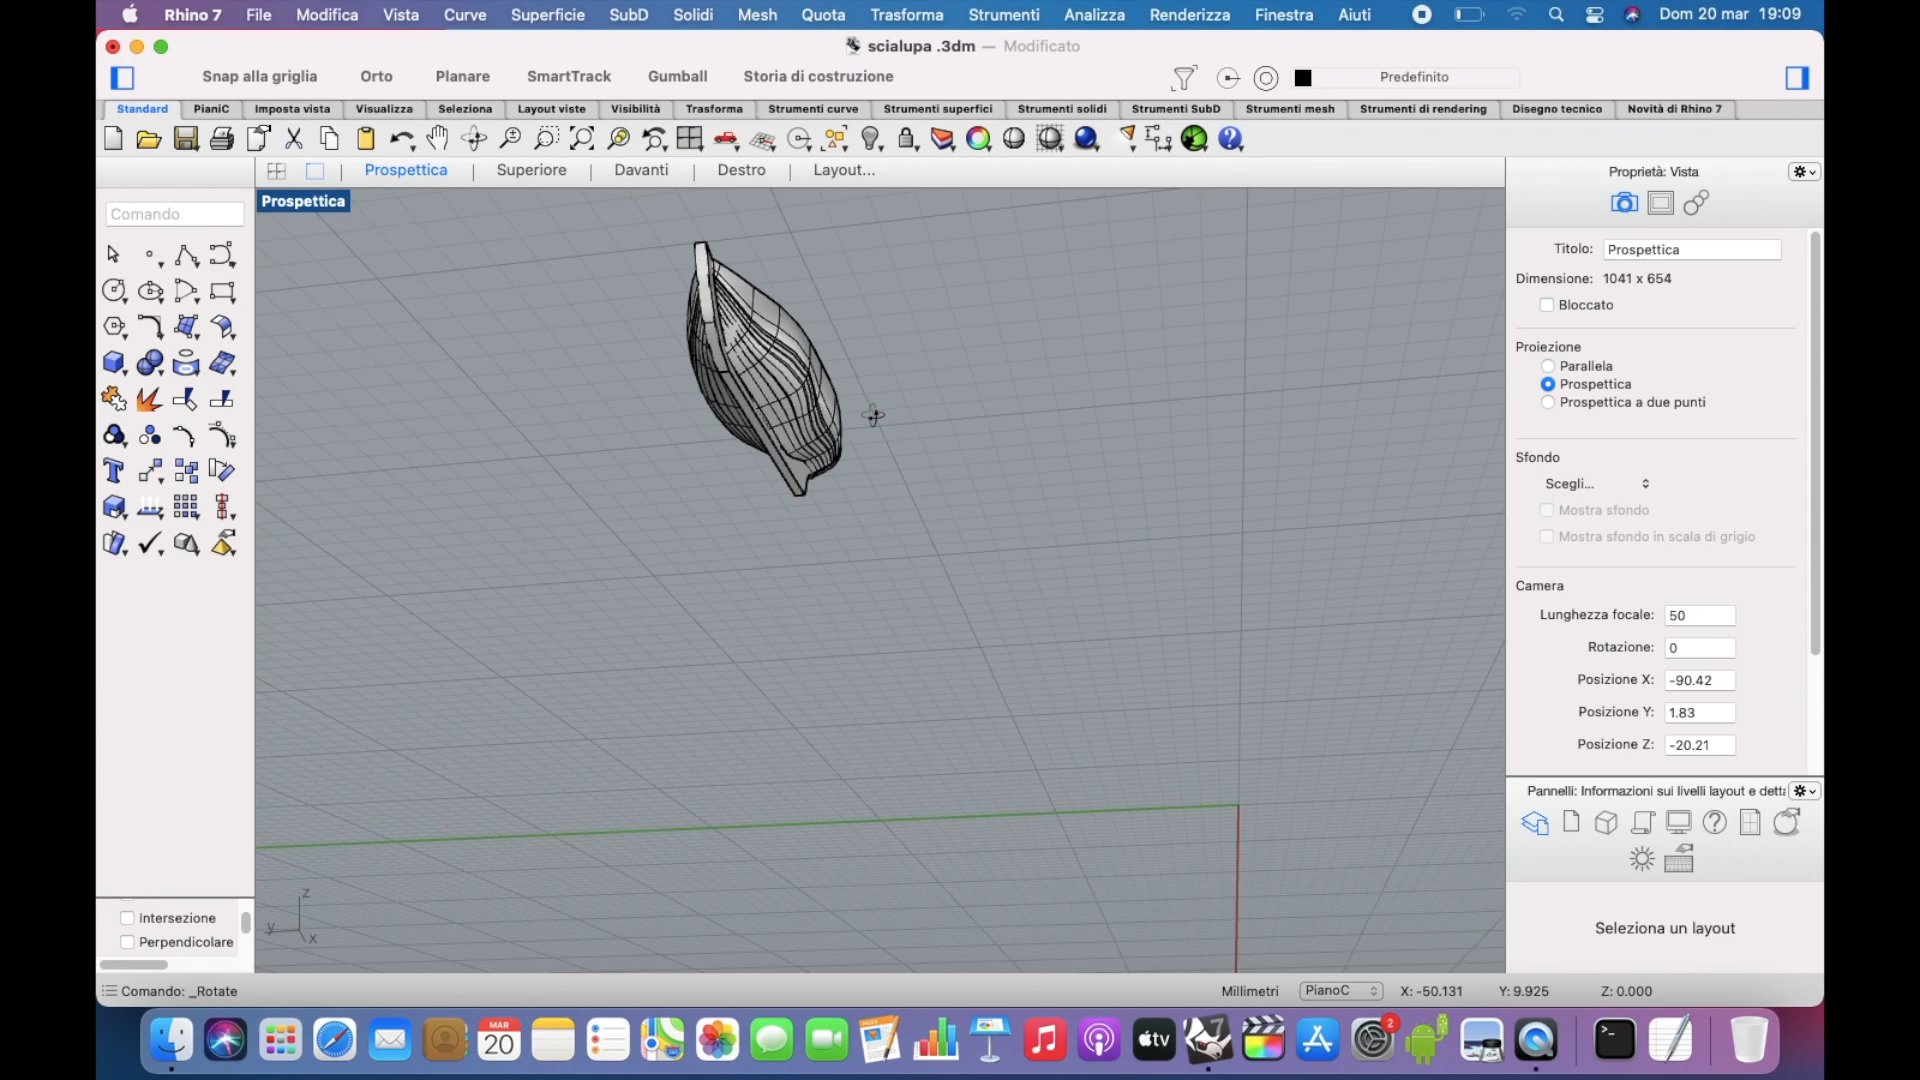 Rhino 7 File Modifica Vista Curve Superficie SubD Solidi Mesh Quota Trasforma Strumenti Analizza Renderizza Finestra Aiuti Dom 20 mar 19:09
scialupa .3dm — Modificato
Snap alla griglia Orto Planare SmartTrack Gumball Storia di costruzione Predefinito
Standard PianiC Imposta vista Visualizza Seleziona Layout viste Visibilità Trasforma Strumenti curve Strumenti superfici Strumenti solidi Strumenti SubD Strumenti mesh Strumenti di rendering Disegno tecnico Novità di Rhino 7
Prospettica Superiore Davanti Destro Layout...
Proprietà: Vista
Prospettica
Comando
Titolo: Prospettica
Dimensione: 1041 x 654
Bloccato
Proiezione
Parallela
Prospettica
Prospettica a due punti
Sfondo
Scegli...
Mostra sfondo
Mostra sfondo in scala di grigio
Camera
Lunghezza focale: 50
Rotazione: 0
Posizione X: -90.42
Posizione Y: 1.83
Posizione Z: -20.21
Pannelli: Informazioni sui livelli layout e detta
z
y
x
Intersezione
Perpendicolare
Seleziona un layout
Comando: _Rotate
Millimetri PianoC X: -50.131 Y: 9.925 Z: 0.000
MAR
20
tv
7
2